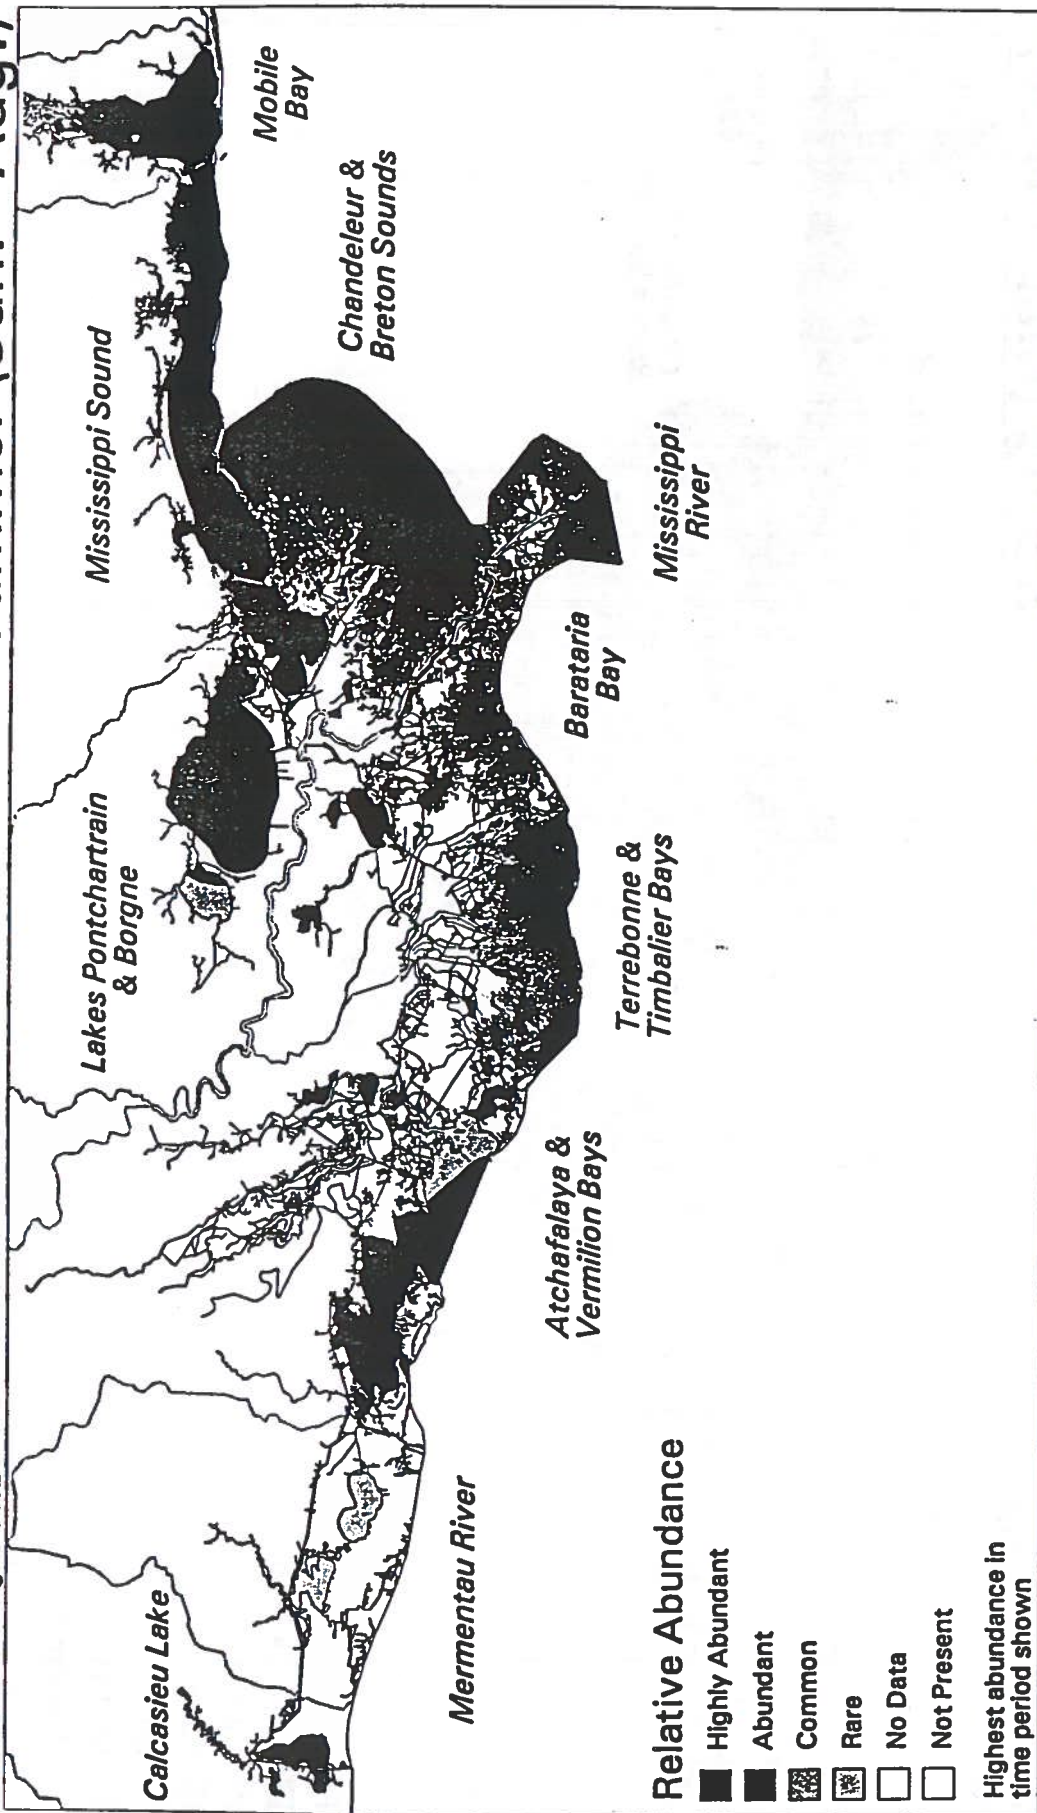 Mobile
Bay
Chandeleur &
Breton Sounds
Mississippi Sound
Mississippi
River
Barataria
Bay
Lakes Pontchartrain
& Borgne
Terrebonne &
Timbalier Bays
Atchafalaya &
Vermilion Bays
Mermentau River
Calcasieu Lake
Relative Abundance
Highly Abundant
Abundant
Common
Rare
No Data
Not Present
Highest abundance in
time period shown